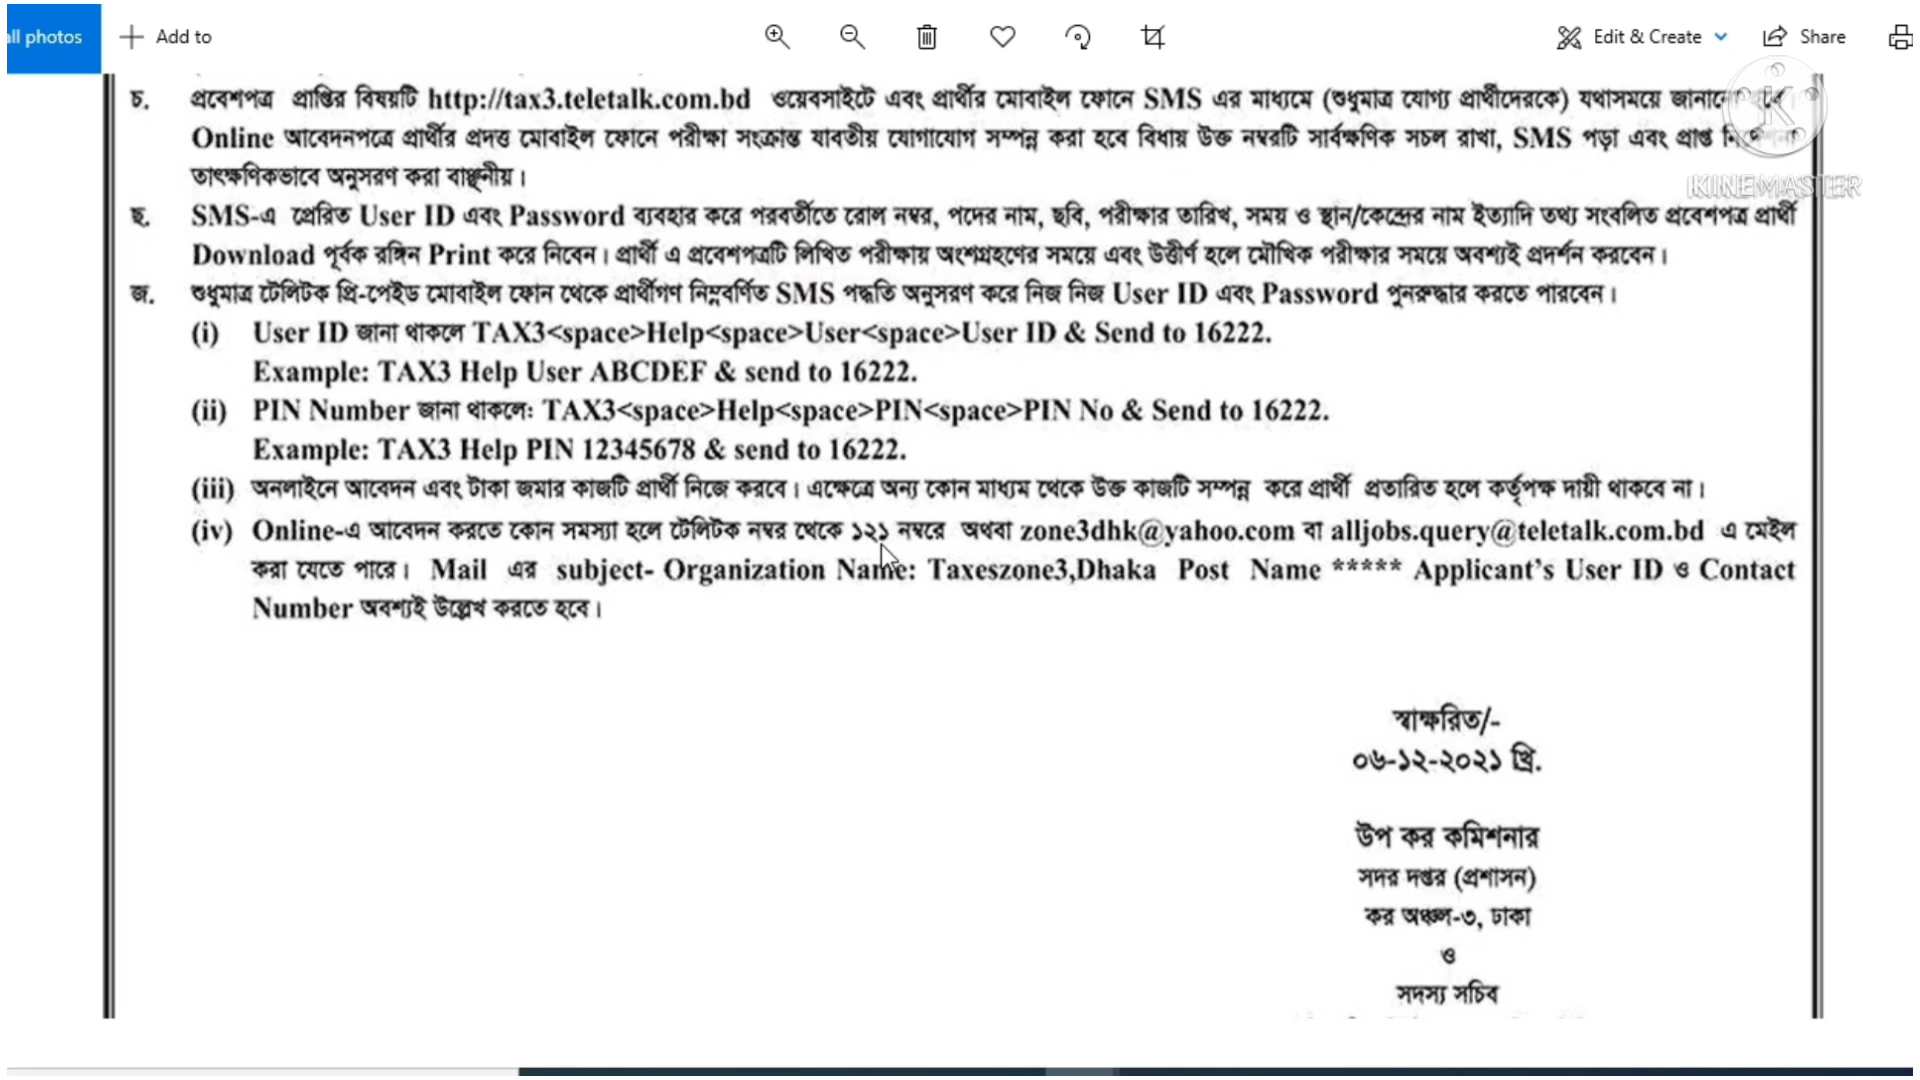 all photos
Add to
Edit & Create
Share
চ. প্রবেশপত্র প্রাপ্তির বিষয়টি http://tax3.teletalk.com.bd ওয়েবসাইটে এবং প্রার্থীর মোবাইল ফোনে SMS এর মাধ্যমে (শুধুমাত্র যোগ্য প্রার্থীদেরকে) যথাসময়ে
Online আবেদনপত্রে প্রার্থীর প্রদত্ত মোবাইল ফোনে পরীক্ষা সংক্রান্ত যাবতীয় যোগাযোগ সম্পন্ন করা হবে বিধায় উক্ত নম্বরটি সার্বক্ষণিক সচল রাখা, SMS পড়া এবং প্রাপ্ত
তাৎক্ষণিকভাবে অনুসরণ করা বাঞ্ছনীয়।
KINEMASTER
ছ. SMS-এ প্রেরিত User ID এবং Password ব্যবহার করে পরবর্তীতে রোল নম্বর, পদের নাম, ছবি, পরীক্ষার তারিখ, সময় ও স্থান/কেন্দ্রের নাম ইত্যাদি তথ্য সংবলিত প্রবেশপত্র প্রার্থী
Download পূর্বক রঙ্গিন Print করে নিবেন। প্রার্থী এ প্রবেশপত্রটি লিখিত পরীক্ষায় অংশগ্রহণের সময়ে এবং উত্তীর্ণ হলে মৌখিক পরীক্ষার সময়ে অবশ্যই প্রদর্শন করবেন।
জ. শুধুমাত্র টেলিটক প্রি-পেইড মোবাইল ফোন থেকে প্রার্থীগণ নিম্নবর্ণিত SMS পদ্ধতি অনুসরণ করে নিজ নিজ User ID এবং Password পুনরুদ্ধার করতে পারবেন।
(i) User ID জানা থাকলে TAX3<space>Help<space>User<space>User ID & Send to 16222.
Example: TAX3 Help User ABCDEF & send to 16222.
(ii) PIN Number জানা থাকলে: TAX3<space>Help<space>PIN<space>PIN No & Send to 16222.
Example: TAX3 Help PIN 12345678 & send to 16222.
(iii) অনলাইনে আবেদন এবং টাকা জমার কাজটি প্রার্থী নিজে করবে। এক্ষেত্রে অন্য কোন মাধ্যম থেকে উক্ত কাজটি সম্পন্ন করে প্রার্থী প্রতারিত হলে কর্তৃপক্ষ দায়ী থাকবে না।
(iv) Online-এ আবেদন করতে কোন সমস্যা হলে টেলিটক নম্বর থেকে ১২১ নম্বরে অথবা zone3dhk@yahoo.com বা alljobs.query@teletalk.com.bd এ মেইল
করা যেতে পারে। Mail এর subject- Organization Name: Taxeszone3,Dhaka Post Name ***** Applicant's User ID ও Contact
Number অবশ্যই উল্লেখ করতে হবে।
স্বাক্ষরিত/-
০৬-১২-২০২১ খ্রি.
উপ কর কমিশনার
সদর দপ্তর (প্রশাসন)
কর অঞ্চল-৩, ঢাকা
ও
সদস্য সচিব